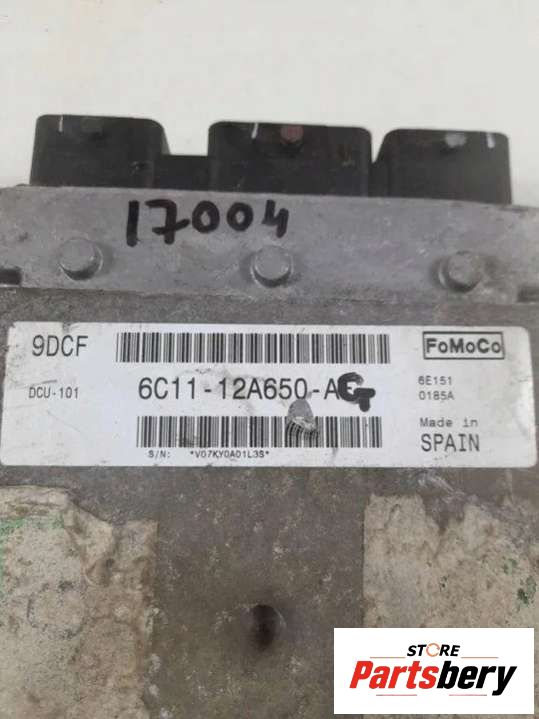 17004
9DCF
FoMoCo
DCU-101
6C11-12A650-A
6E151
0185A
Made in
SPAIN
S/N: *V07KY0A01L3S*
STORE
Partsbery